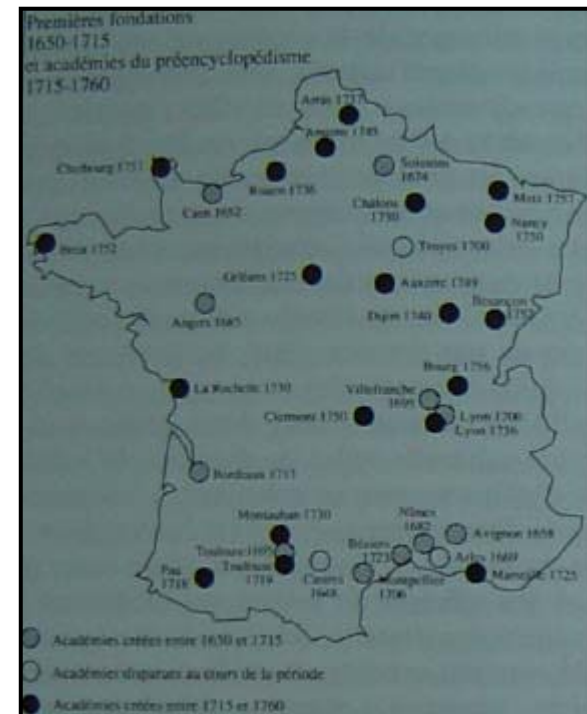 Premières fondations
1650-1715
et académies du préencyclopédisme
1715-1760
Arras 1737
Amiens 1745
Cherbourg
Soissons
1674
Rouen 1736
Caen 1652
Châlons
1750
Metz 1757
Nancy
1750
Brest 1752
Troyes 1700
Orléans 1725
Auxerre 1749
Angers 1685
Dijon 1740
Besançon
1752
Bourg 1756
La Rochelle 1730
Villefranche
1695
Clermont 1750
Lyon 1700
Lyon 1736
Bordeaux
Montauban 1730
Nîmes
1682
Avignon 1658
Toulouse
Béziers
1723
Arles 1669
Pau
1718
Toulouse
1719
Castres
1648
Montpellier
1706
Marseille 1725
Académies créées entre 1650 et 1715
Académies disparues au cours de la période
Académies créées entre 1715 et 1760